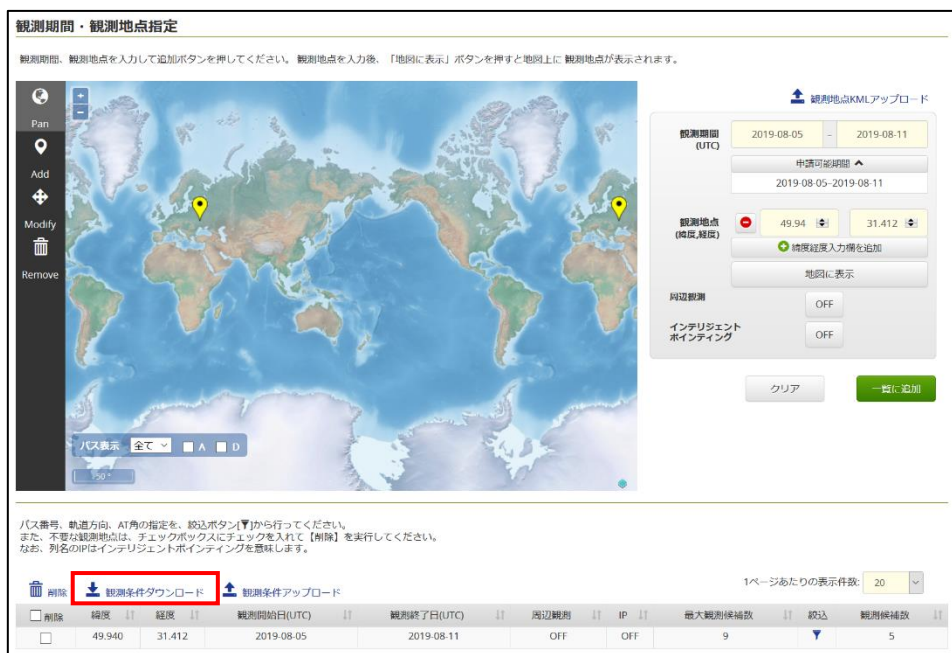 観測期間・観測地点指定
観測期間、観測地点を入力して追加ボタンを押してください。 観測地点を入力後、「地図に表示」ボタンを押すと地図上に 観測地点が表示されます。
Pan
Add
Modify
Remove
+
−
パス表示 全て A D
50 °
観測地点KMLアップロード
観測期間 2019-08-05 - 2019-08-11
(UTC)
申請可能期間
2019-08-05–2019-08-11
観測地点 49.94 31.412
(緯度,経度)
緯度経度入力欄を追加
地図に表示
周辺観測 OFF
インテリジェント
ポインティング OFF
クリア 一覧に追加
パス番号、軌道方向、AT角の指定を、絞込ボタン[▼]から行ってください。
また、不要な観測地点は、チェックボックスにチェックを入れて【削除】を実行してください。
なお、列名のIPはインテリジェントポインティングを意味します。
1ページあたりの表示件数: 20
削除 観測条件ダウンロード 観測条件アップロード
削除 緯度 経度 観測開始日(UTC) 観測終了日(UTC) 周辺観測 IP 最大観測候補数 絞込 観測候補数
49.940 31.412 2019-08-05 2019-08-11 OFF OFF 9 5